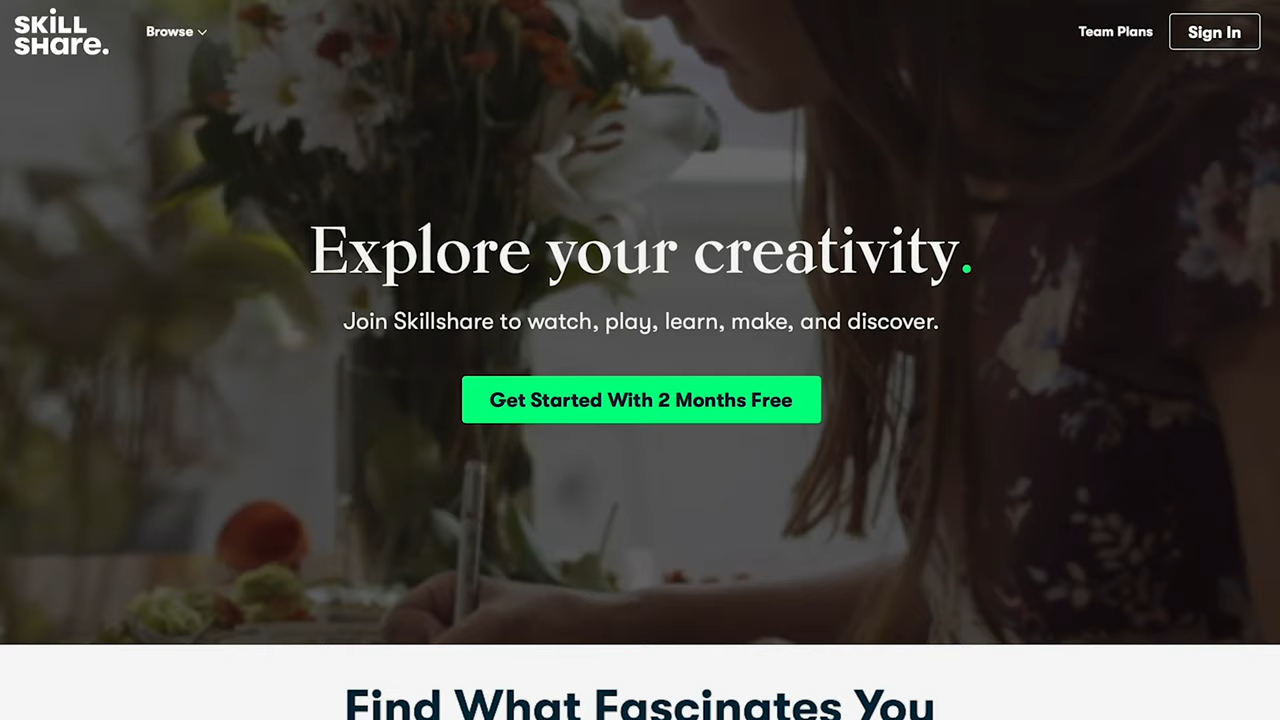 SKiLL
SHare.
Browse
Team Plans
Sign In
Explore your creativity.
Join Skillshare to watch, play, learn, make, and discover.
Get Started With 2 Months Free
Find What Fascinates You